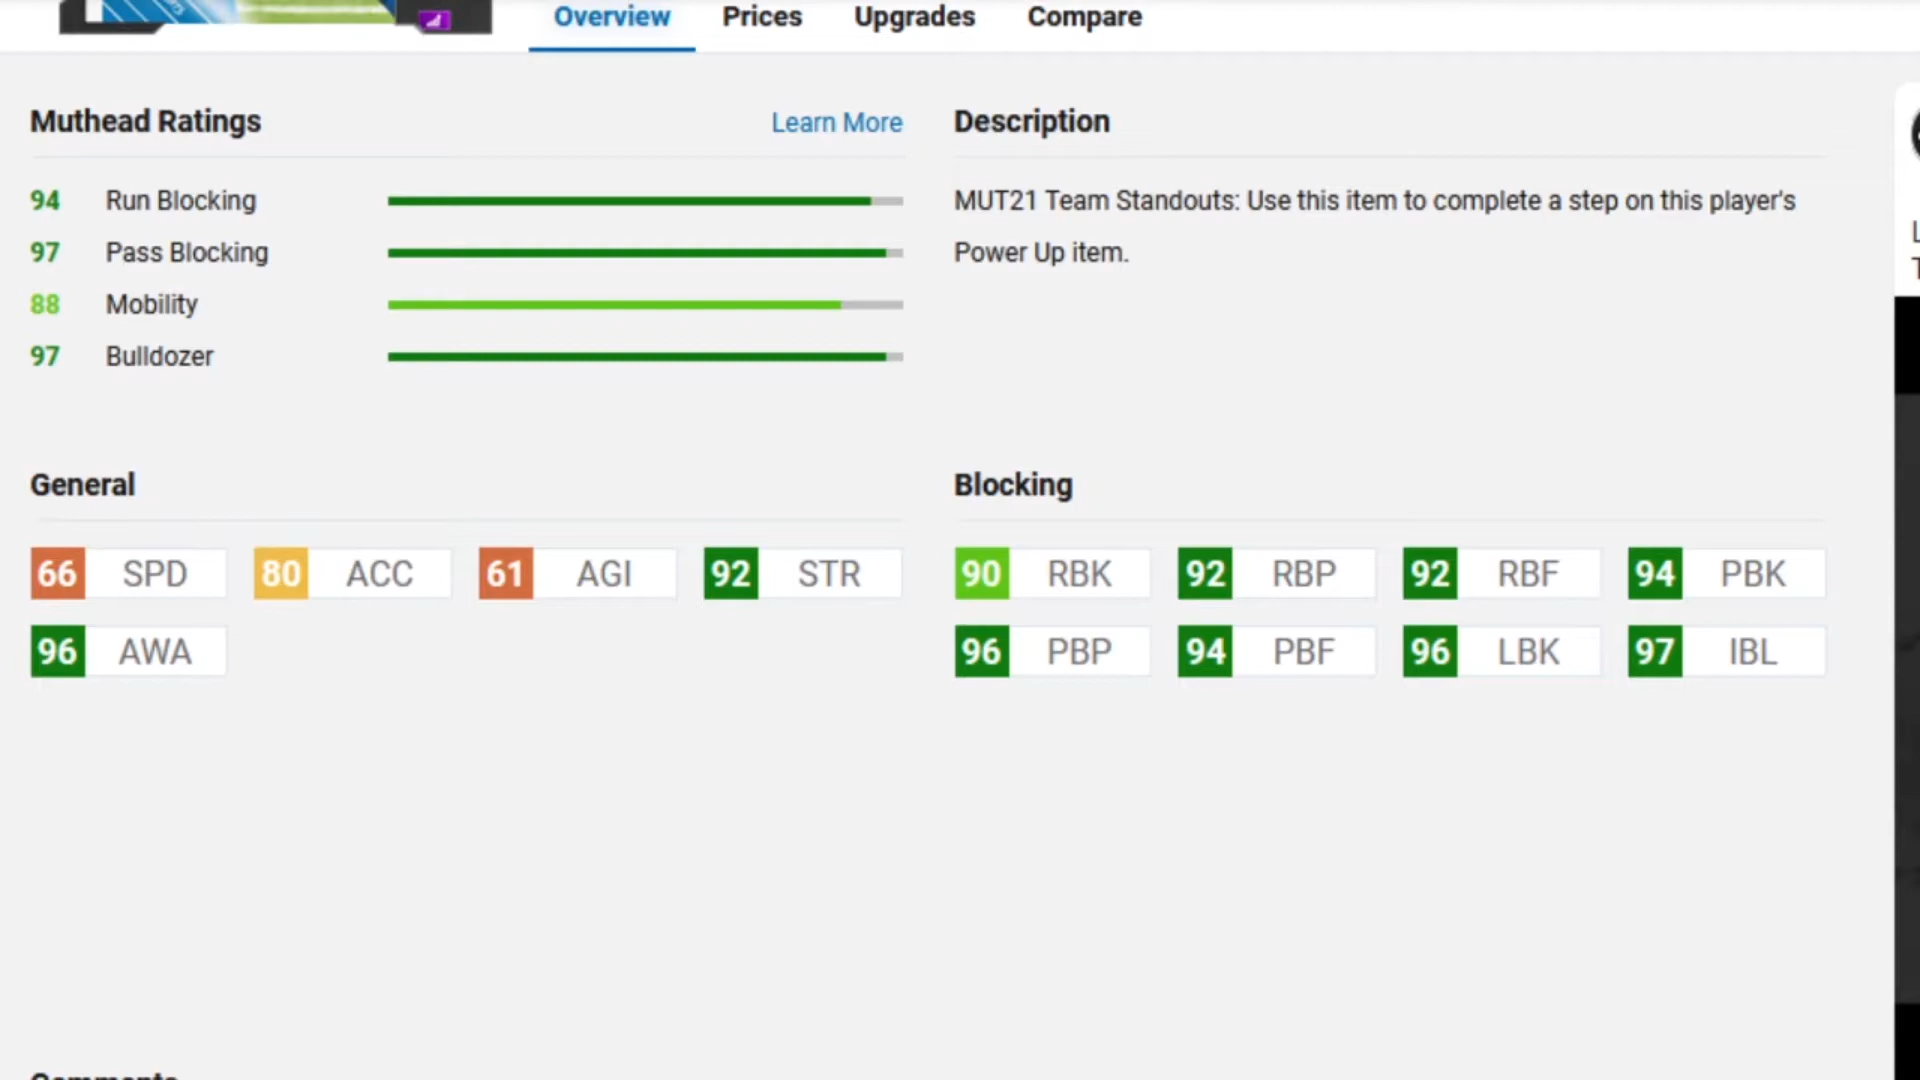 Overview Prices Upgrades Compare
Muthead Ratings Learn More
94 Run Blocking
97 Pass Blocking
88 Mobility
97 Bulldozer
Description
MUT21 Team Standouts: Use this item to complete a step on this player's
Power Up item.
General
66 SPD 80 ACC 61 AGI 92 STR
96 AWA
Blocking
90 RBK 92 RBP 92 RBF 94 PBK
96 PBP 94 PBF 96 LBK 97 IBL
Comments